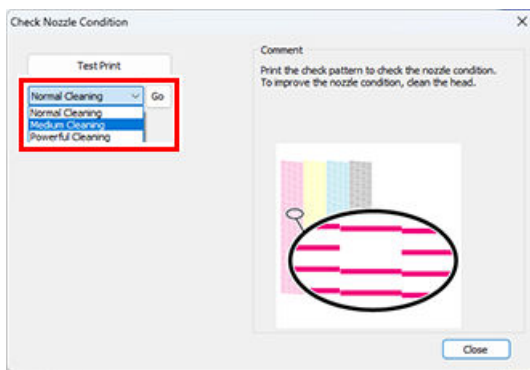 Check Nozzle Condition
Test Print
Normal Cleaning
Go
Normal Cleaning
Medium Cleaning
Powerful Cleaning
Comment
Print the check pattern to check the nozzle condition.
To improve the nozzle condition, clean the head.
Close